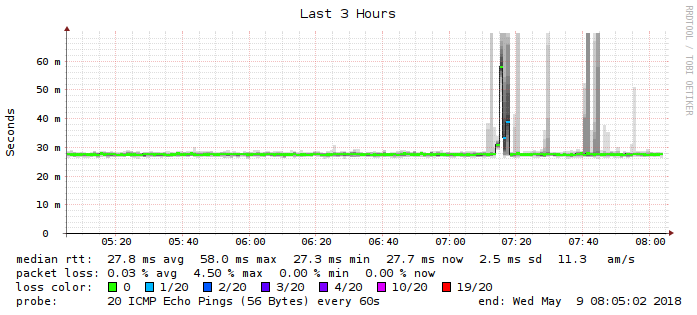 Last 3 Hours
RRDTOOL / TOBI OETIKER
Seconds
60 m
50 m
40 m
30 m
20 m
10 m
0
05:20 05:40 06:00 06:20 06:40 07:00 07:20 07:40 08:00
median rtt: 27.8 ms avg 58.0 ms max 27.3 ms min 27.7 ms now 2.5 ms sd 11.3 am/s
packet loss: 0.03 % avg 4.50 % max 0.00 % min 0.00 % now
loss color: 0 1/20 2/20 3/20 4/20 10/20 19/20
probe: 20 ICMP Echo Pings (56 Bytes) every 60s end: Wed May 9 08:05:02 2018